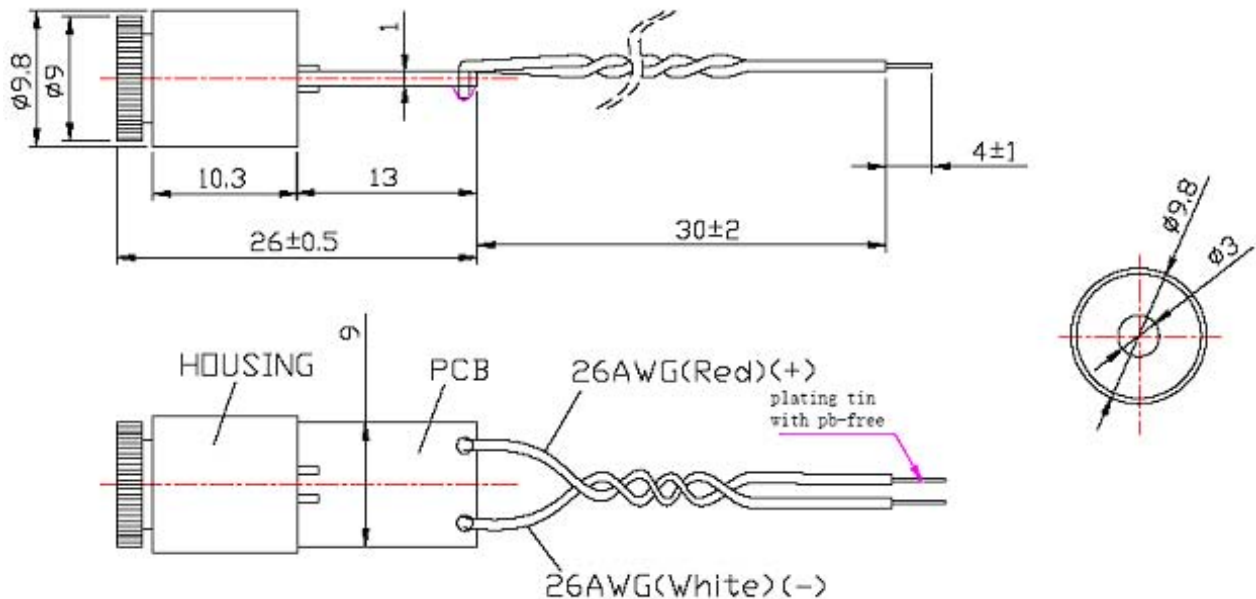 ø9.8
ø9
1
10.3
13
26±0.5
30±2
4±1
ø9.8
ø3
9
HOUSING
PCB
26AWG(Red)(+)
plating tin
with pb-free
26AWG(White)(-)